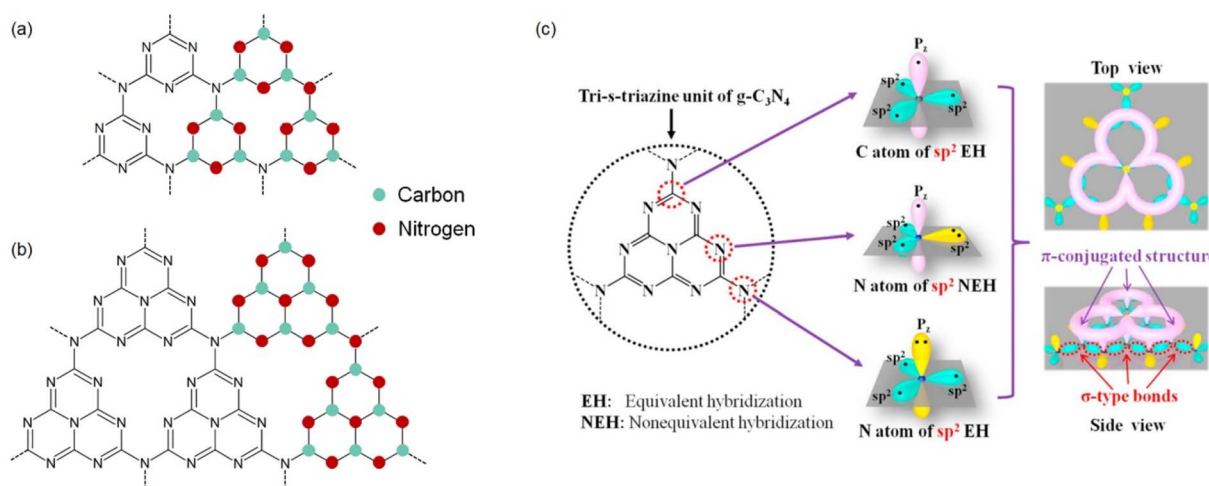 (a)
N N
N
N
N N
N
N N
N
N
Carbon
Nitrogen
(b)
N N
N N N
N N N
N
N N
N N N N N N
N N N N N N N N
N N
(c)
Tri-s-triazine unit of g-C₃N₄
N
N N
N N N
N N N N
EH: Equivalent hybridization
NEH: Nonequivalent hybridization
Pz
sp²
sp² sp²
C atom of sp² EH
Pz
sp²
sp²
N atom of sp² NEH
Pz
sp²
sp² sp²
N atom of sp² EH
Top view
π-conjugated structure
σ-type bonds
Side view